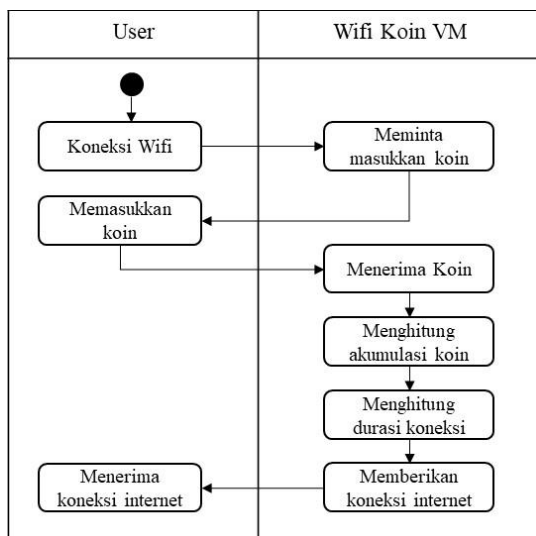 User
Wifi Koin VM
Koneksi Wifi
Meminta
masukkan koin
Memasukkan
koin
Menerima Koin
Menghitung
akumulasi koin
Menghitung
durasi koneksi
Menerima
koneksi internet
Memberikan
koneksi internet